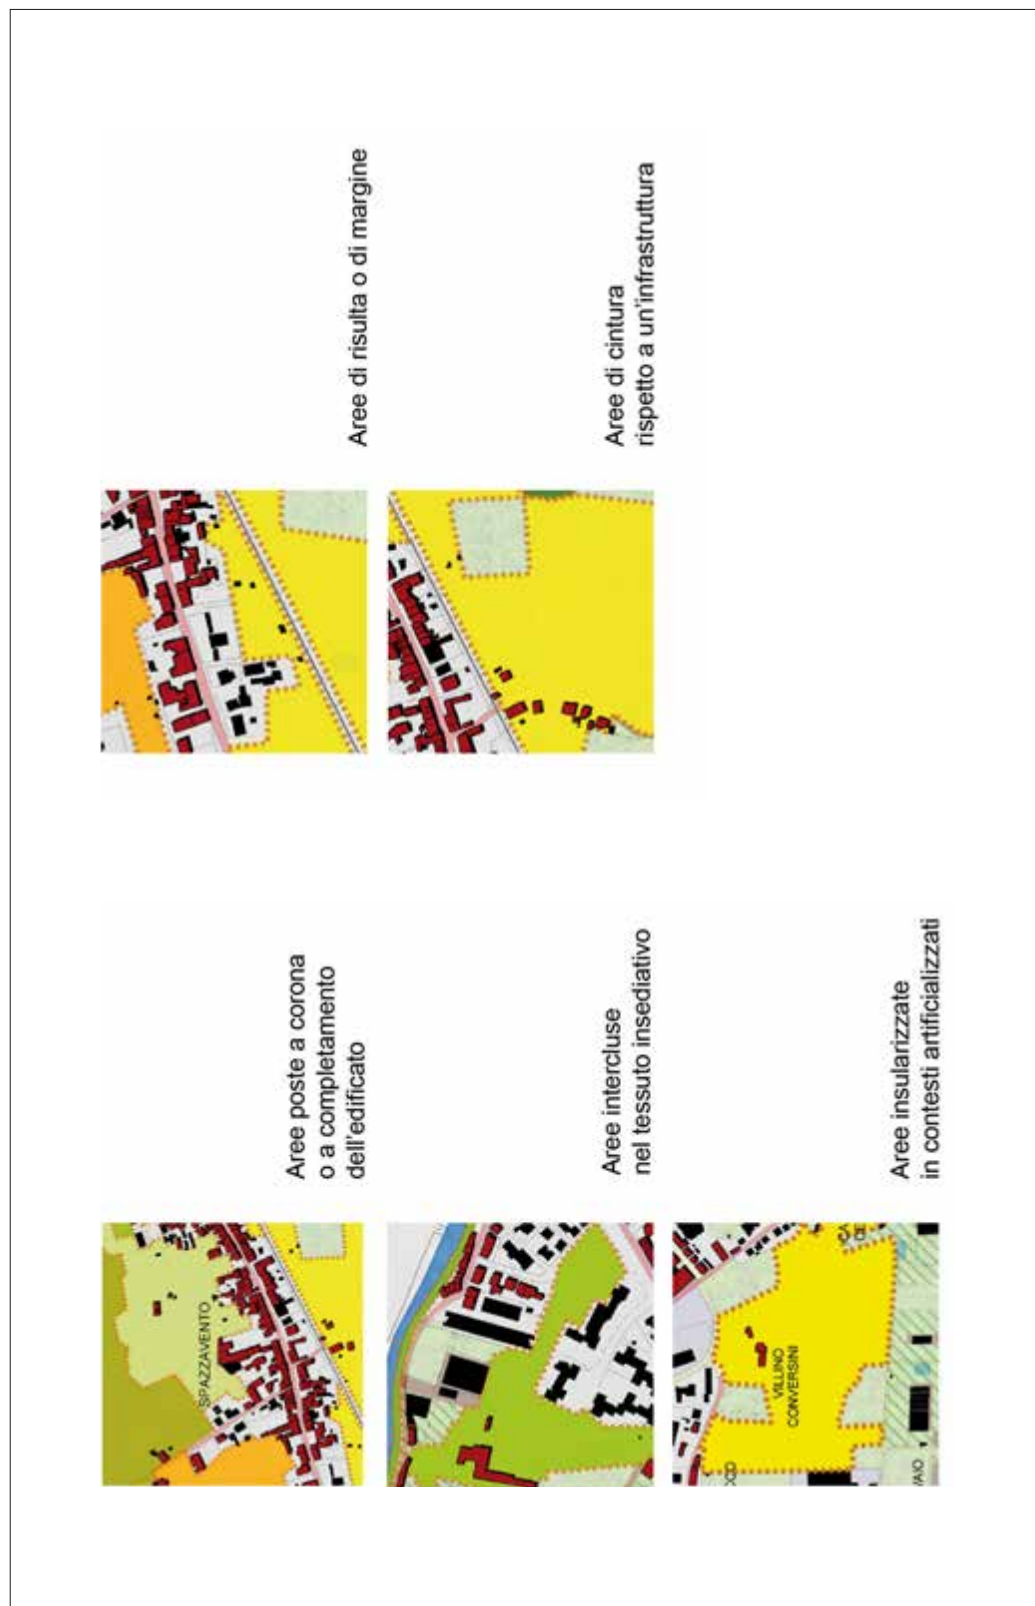 SPAZZAVENTO
Aree poste a corona
o a completamento
dell'edificato
Aree intercluse
nel tessuto insediativo
VILLINO
CONVERSINI
Aree insularizzate
in contesti artificializzati
Aree di risulta o di margine
Aree di cintura
rispetto a un'infrastruttura